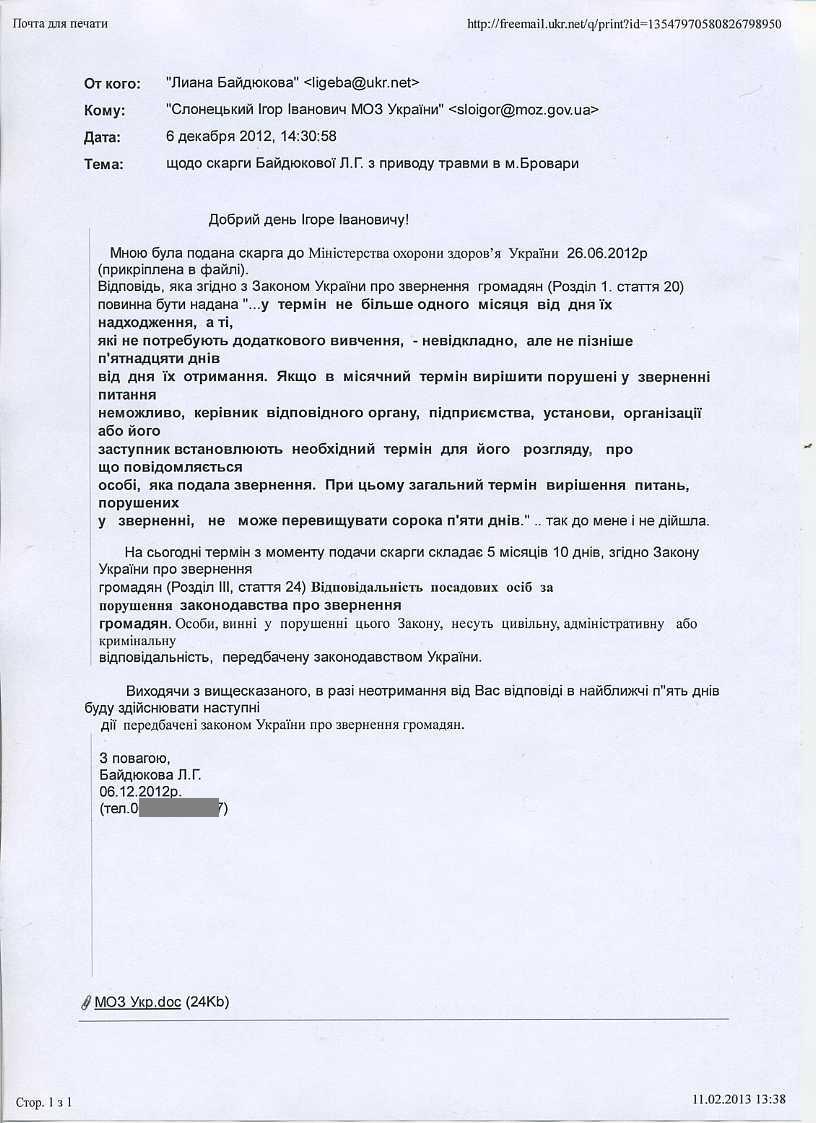 Почта для печати
http://freemail.ukr.net/q/print?id=13547970580826798950
От кого: "Лиана Байдюкова" <ligeba@ukr.net>
Кому: "Слонецький Ігор Іванович МОЗ України" <sloigor@moz.gov.ua>
Дата: 6 декабря 2012, 14:30:58
Тема: щодо скарги Байдюкової Л.Г. з приводу травми в м.Бровари
Добрий день Ігоре Івановичу!
Мною була подана скарга до Міністерства охорони здоров’я України 26.06.2012р
(прикріплена в файлі).
Відповідь, яка згідно з Законом України про звернення громадян (Розділ 1. стаття 20)
повинна бути надана "...у термін не більше одного місяця від дня їх
надходження, а ті,
які не потребують додаткового вивчення, - невідкладно, але не пізніше
п'ятнадцяти днів
від дня їх отримання. Якщо в місячний термін вирішити порушені у зверненні
питання
неможливо, керівник відповідного органу, підприємства, установи, організації
або його
заступник встановлюють необхідний термін для його розгляду, про
що повідомляється
особі, яка подала звернення. При цьому загальний термін вирішення питань,
порушених
у зверненні, не може перевищувати сорока п'яти днів." .. так до мене і не дійшла.
На сьогодні термін з моменту подачи скарги складає 5 місяців 10 днів, згідно Закону
України про звернення
громадян (Розділ III, стаття 24) Відповідальність посадових осіб за
порушення законодавства про звернення
громадян. Особи, винні у порушенні цього Закону, несуть цивільну, адміністративну або
кримінальну
відповідальність, передбачену законодавством України.
Виходячи з вищесказаного, в разі неотримання від Вас відповіді в найближчі п"ять днів
буду здійснювати наступні
дії передбачені законом України про звернення громадян.
З повагою,
Байдюкова Л.Г.
06.12.2012р.
(тел.0 7)
МОЗ Укр.doc (24Kb)
Стор. 1 з 1
11.02.2013 13:38